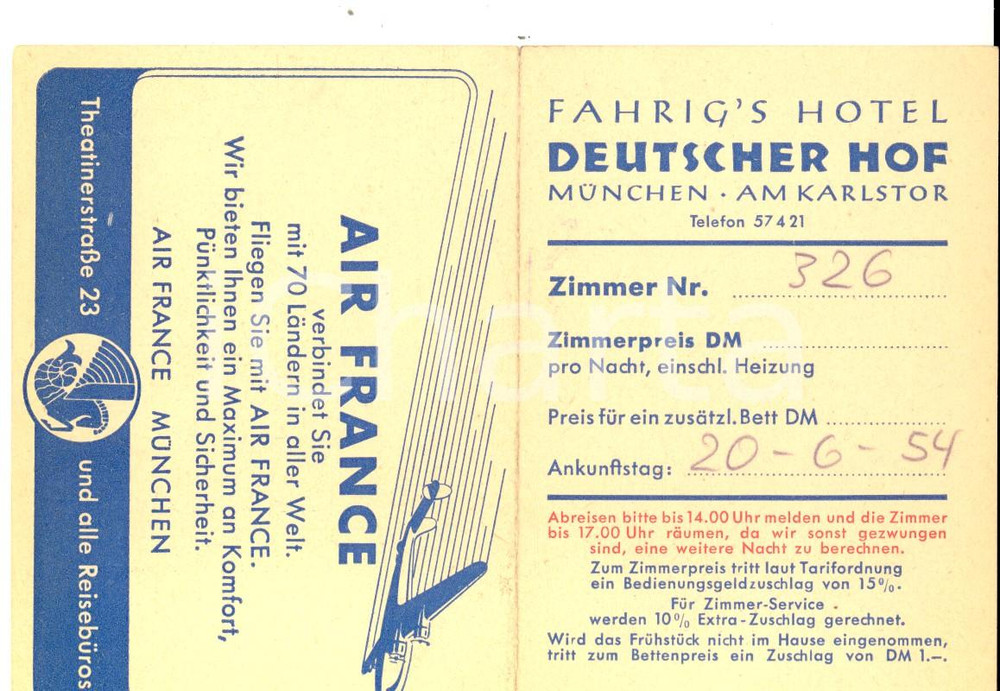 AIR FRANCE
verbindet Sie
mit 70 Ländern in aller Welt.
Fliegen Sie mit AIR FRANCE.
Wir bieten Ihnen ein Maximum an Komfort,
Pünktlichkeit und Sicherheit.
AIR FRANCE MÜNCHEN
Theatinerstraße 23 und alle Reisebüros
FAHRIG'S HOTEL
DEUTSCHER HOF
MÜNCHEN · AM KARLSTOR
Telefon 57421
Zimmer Nr. 326
Zimmerpreis DM
pro Nacht, einschl. Heizung
Preis für ein zusätzl. Bett DM
Ankunftstag: 20-6-54
Abreisen bitte bis 14.00 Uhr melden und die Zimmer
bis 17.00 Uhr räumen, da wir sonst gezwungen
sind, eine weitere Nacht zu berechnen.
Zum Zimmerpreis tritt laut Tarifordnung
ein Bedienungsgeldzuschlag von 15%.
Für Zimmer-Service
werden 10% Extra-Zuschlag gerechnet.
Wird das Frühstück nicht im Hause eingenommen,
tritt zum Bettenpreis ein Zuschlag von DM 1.–.